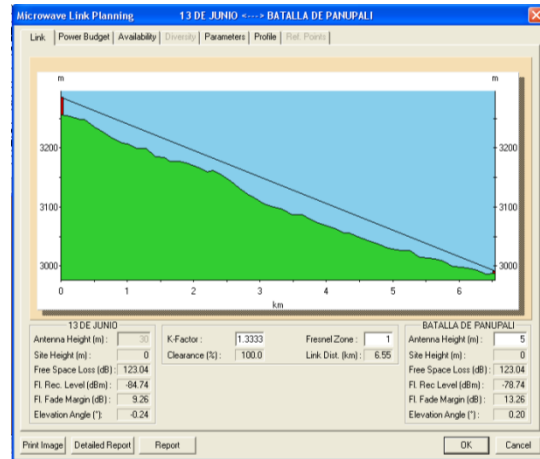 Microwave Link Planning 13 DE JUNIO <---> BATALLA DE PANUPALI
Link Power Budget Availability Diversity Parameters Profile Ref. Points
m m
3200 3200
3100 3100
3000 3000
0 1 2 3 4 5 6
km
13 DE JUNIO
Antenna Height (m) : 30
Site Height (m) : 0
Free Space Loss (dB) : 123.04
Fl. Rec. Level (dBm) : -84.74
Fl. Fade Margin (dB) : 9.26
Elevation Angle (°): -0.24
K-Factor : 1.3333 Fresnel Zone : 1
Clearance (%): 100.0 Link Dist. (km) : 6.55
BATALLA DE PANUPALI
Antenna Height (m) : 5
Site Height (m) : 0
Free Space Loss (dB) : 123.04
Fl. Rec. Level (dBm) : -78.74
Fl. Fade Margin (dB) : 13.26
Elevation Angle (°): 0.20
Print Image Detailed Report Report OK Cancel